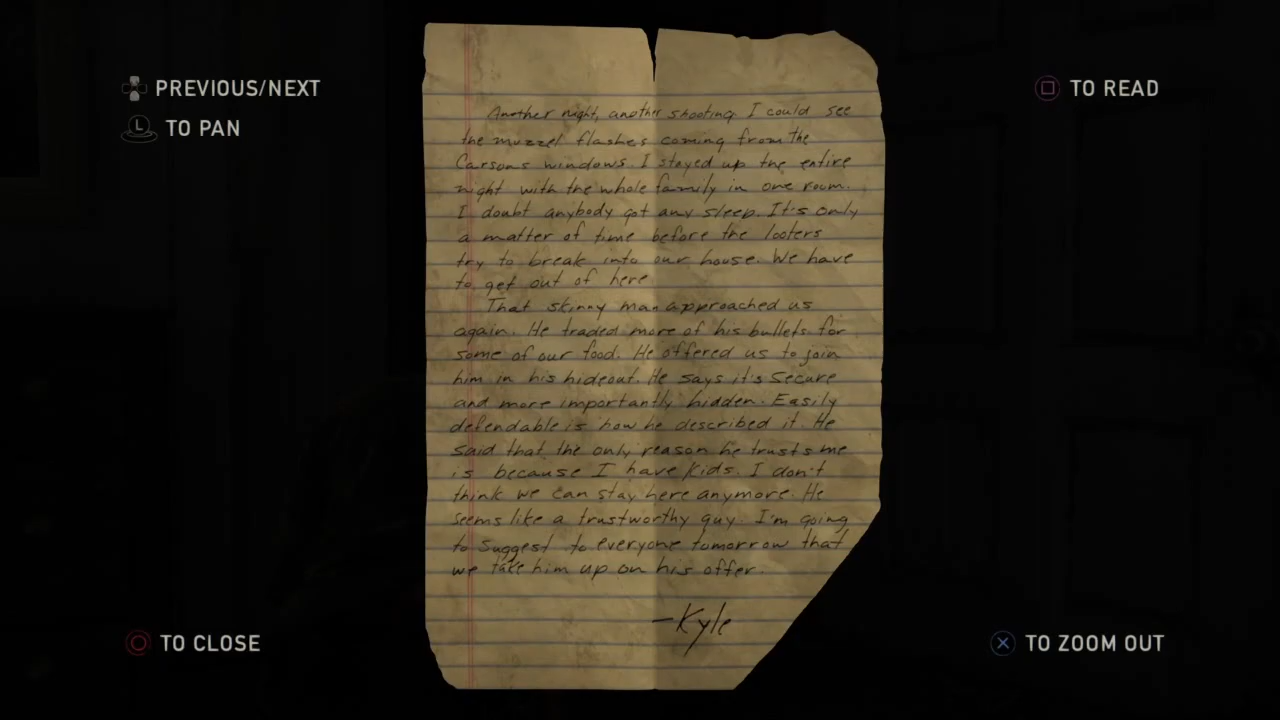 PREVIOUS/NEXT
TO PAN
TO READ
Another night, another shooting. I could see
the muzzel flashes coming from the
Carsons windows. I stayed up the entire
night with the whole family in one room.
I doubt anybody got any sleep. It's only
a matter of time before the looters
try to break into our house. We have
to get out of here
That skinny man approached us
again. He traded more of his bullets for
some of our food. He offered us to join
him in his hideout. He says it's secure
and more importantly hidden. Easily
defendable is how he described it. He
said that the only reason he trusts me
is because I have kids. I don't
think we can stay here anymore. He
seems like a trustworthy guy. I'm going
to suggest to everyone tomorrow that
we take him up on his offer.
-Kyle
TO CLOSE
TO ZOOM OUT